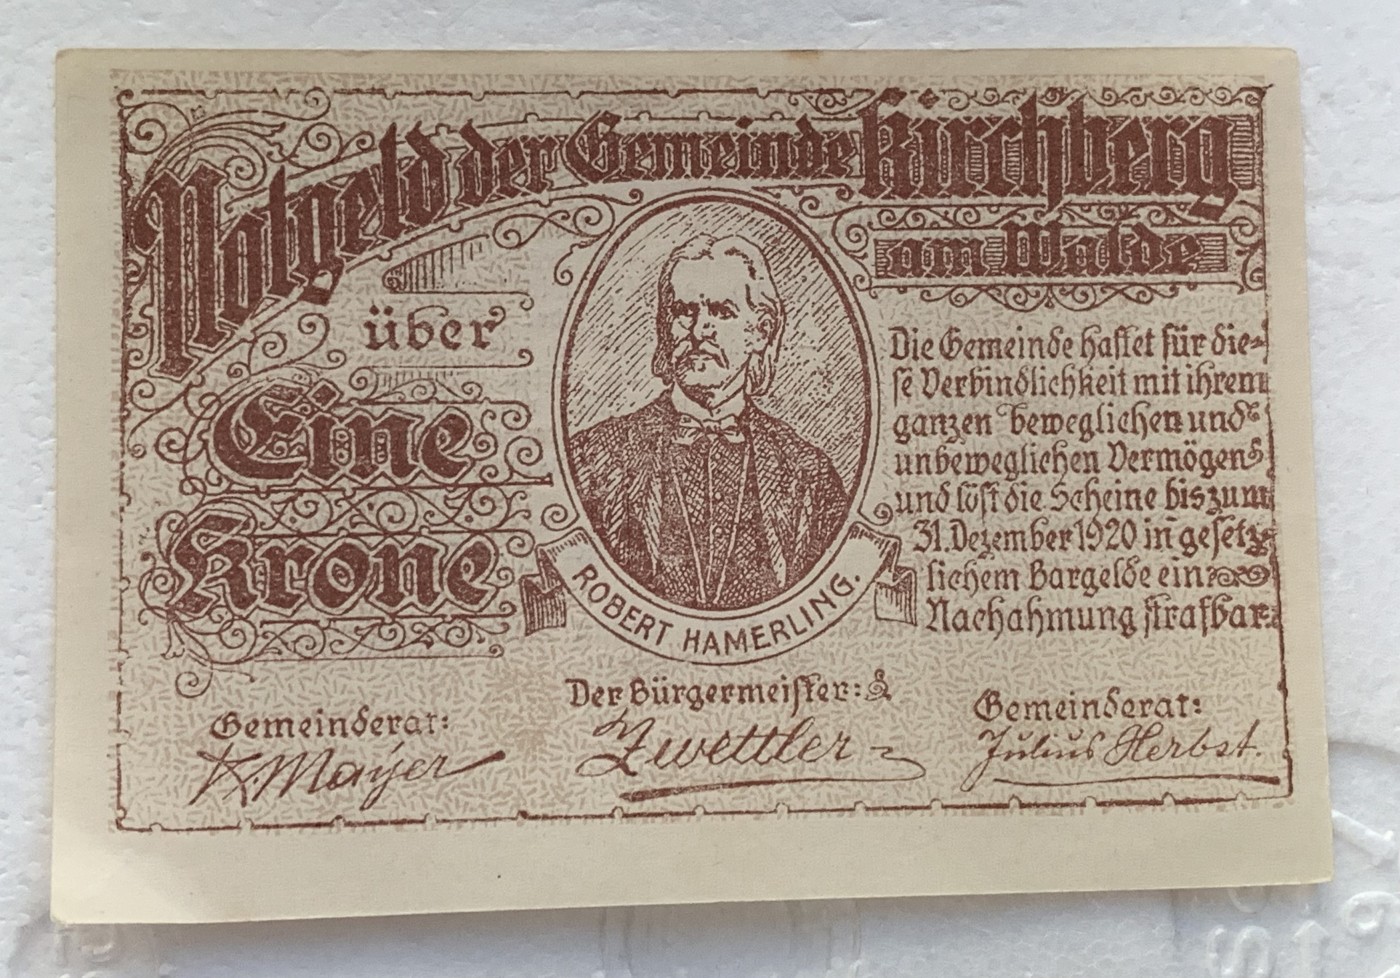 Notgeld der Gemeinde Kirchberg
am Walde
über
Eine
Krone
ROBERT HAMERLING.
Die Gemeinde haftet für die-
se Verbindlichkeit mit ihrem
ganzen beweglichen und
unbeweglichen Vermögen
und löst die Scheine bis zum
31. Dezember 1920 in gesetz-
lichem Bargelde ein
Nachahmung strafbar.
Gemeinderat:
K. Mayer
Der Bürgermeister:
Zwettler
Gemeinderat:
Julius Herbst.